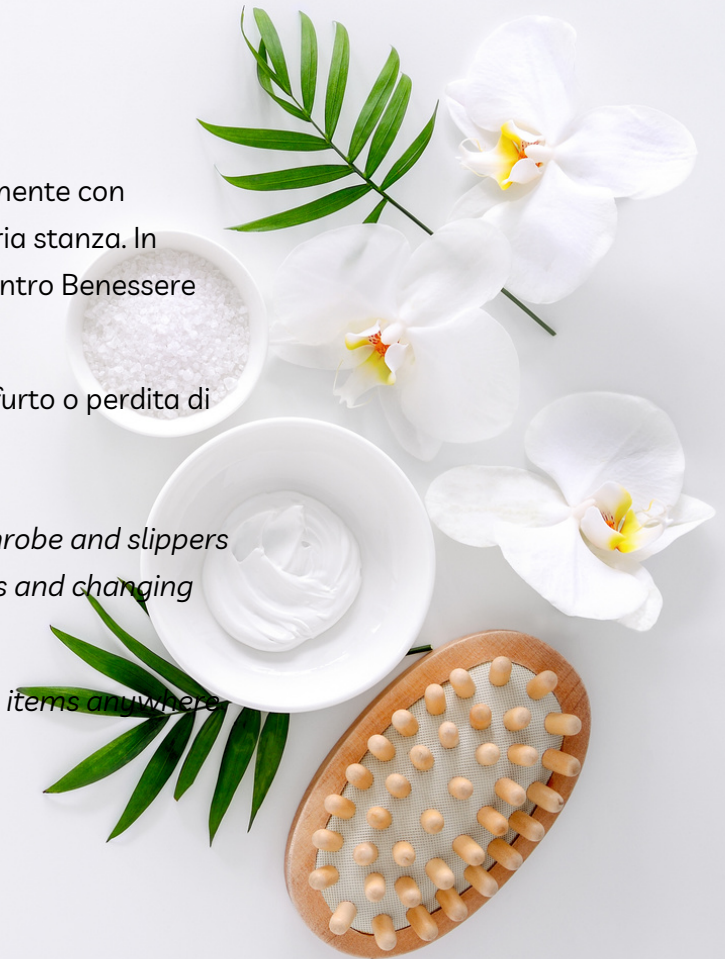 mente con
ria stanza. In
ntro Benessere
furto o perdita di
robe and slippers
s and changing
items anywhere